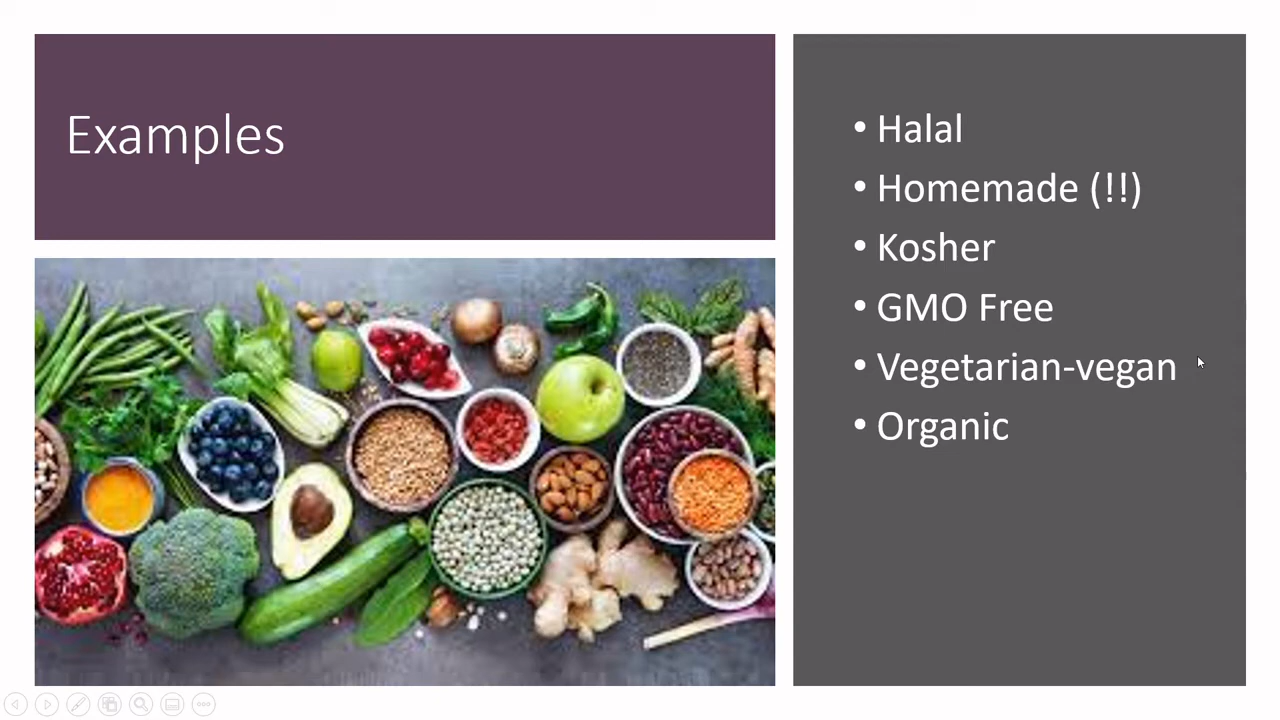 Examples
• Halal
• Homemade (!!)
• Kosher
• GMO Free
• Vegetarian-vegan
• Organic